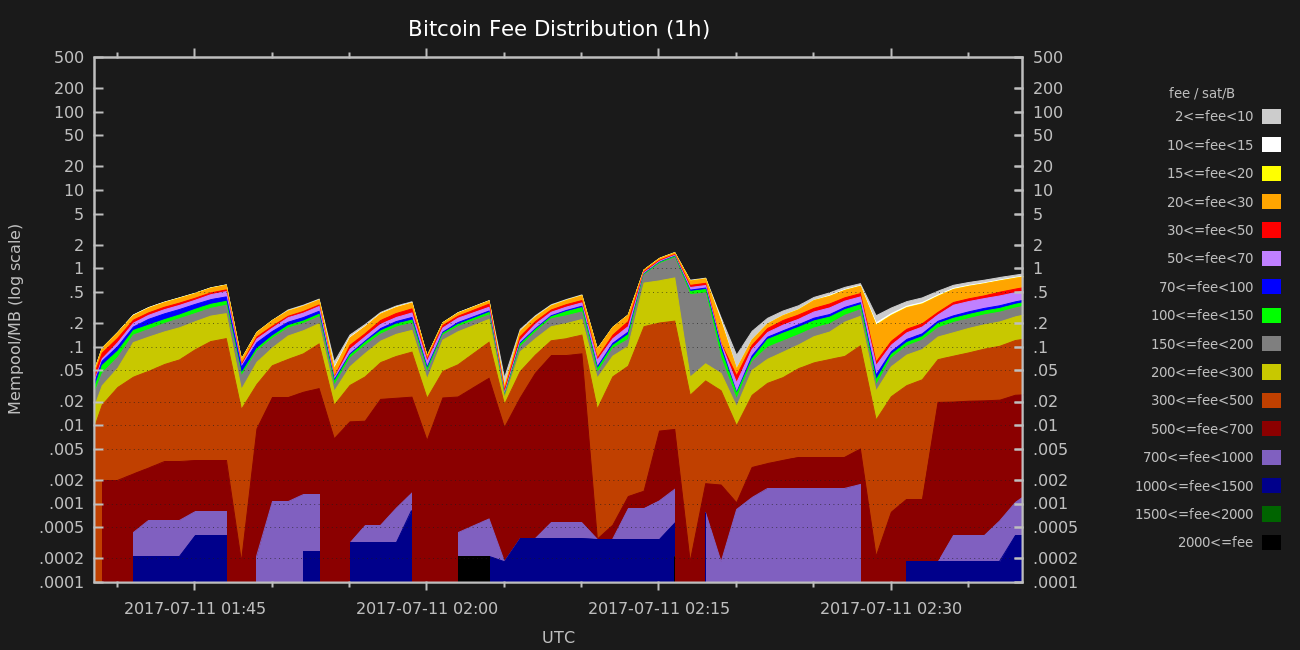 Bitcoin Fee Distribution (1h)
Mempool/MB (log scale)
500
200
100
50
20
10
5
2
1
.5
.2
.1
.05
.02
.01
.005
.002
.001
.0005
.0002
.0001
500
200
100
50
20
10
5
2
1
.5
.2
.1
.05
.02
.01
.005
.002
.001
.0005
.0002
.0001
2017-07-11 01:45
2017-07-11 02:00
2017-07-11 02:15
2017-07-11 02:30
UTC
fee / sat/B
2<=fee<10
10<=fee<15
15<=fee<20
20<=fee<30
30<=fee<50
50<=fee<70
70<=fee<100
100<=fee<150
150<=fee<200
200<=fee<300
300<=fee<500
500<=fee<700
700<=fee<1000
1000<=fee<1500
1500<=fee<2000
2000<=fee